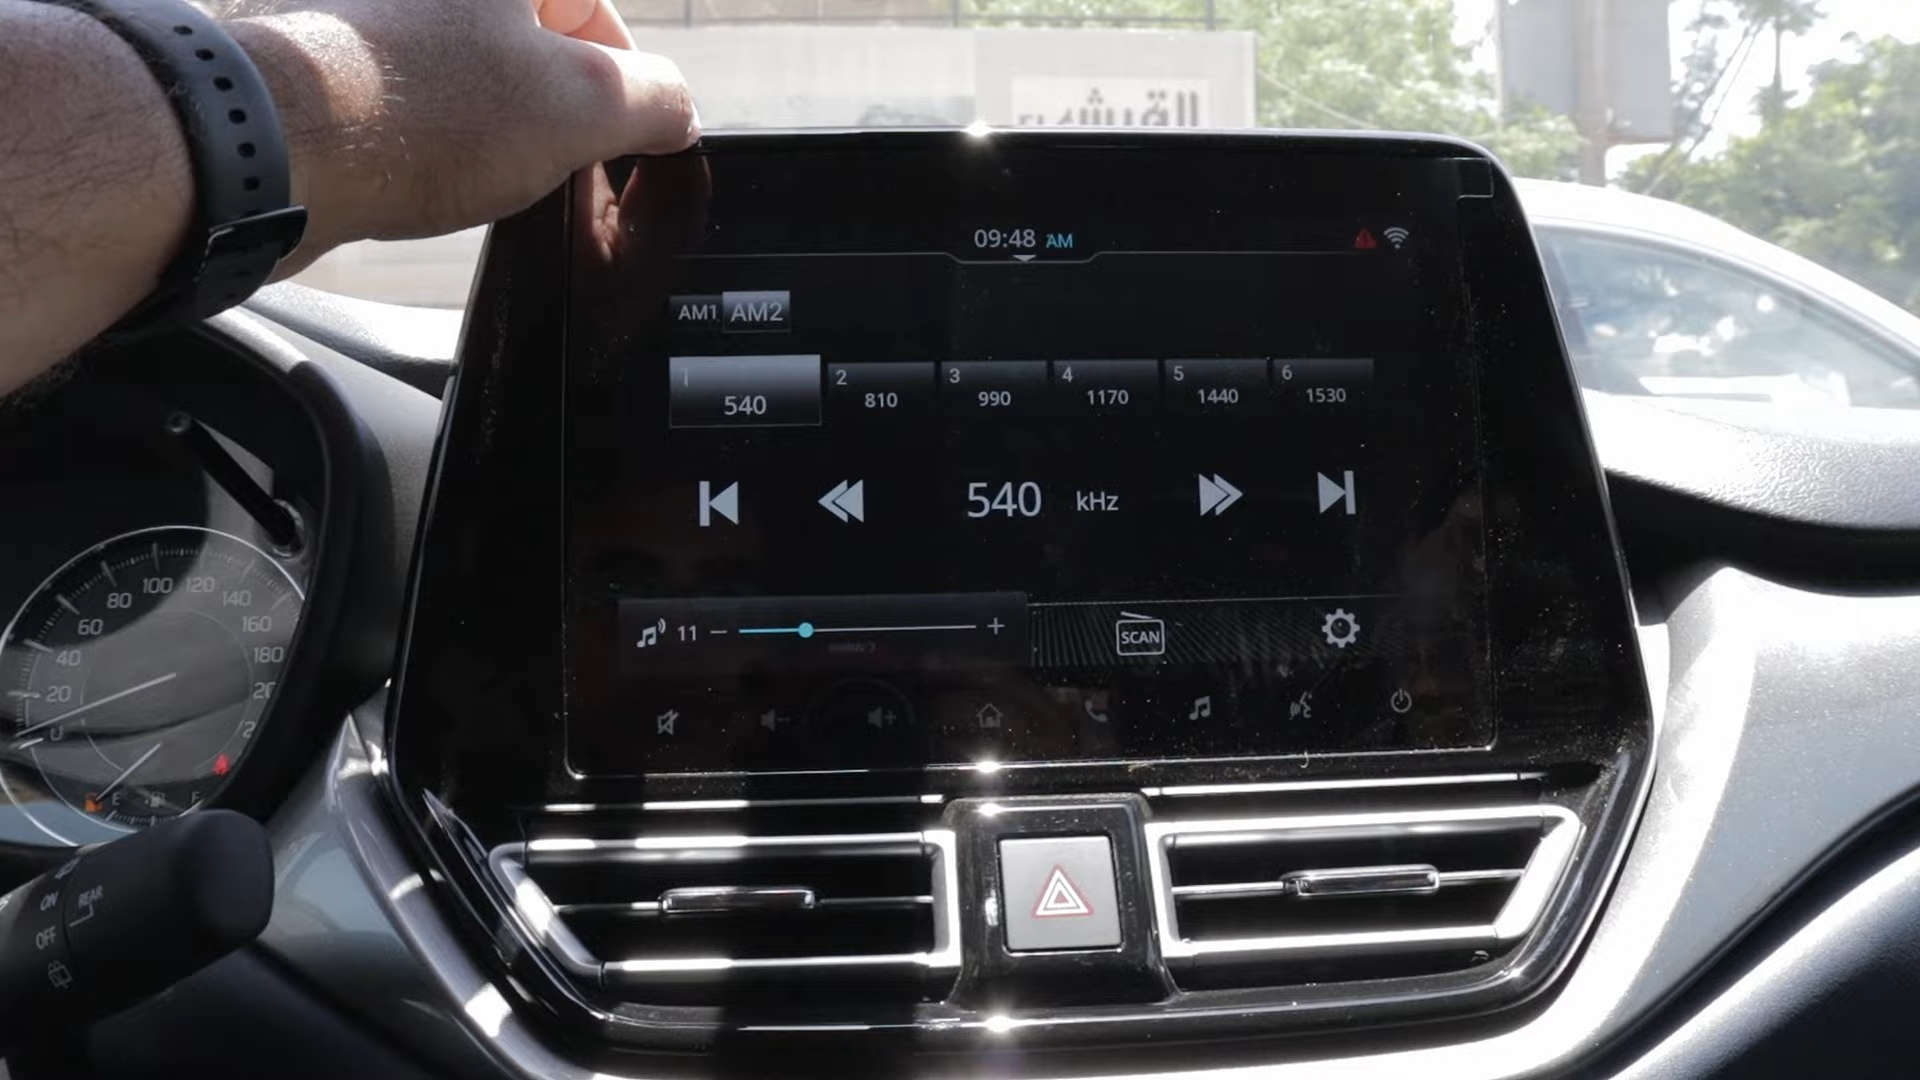 القبش
09:48 AM
AM1 AM2
1 2 3 4 5 6
540 810 990 1170 1440 1530
540 kHz
11
SCAN
20 40 60 80 100 120 140 160 180
0
E F
ON REAR
OFF